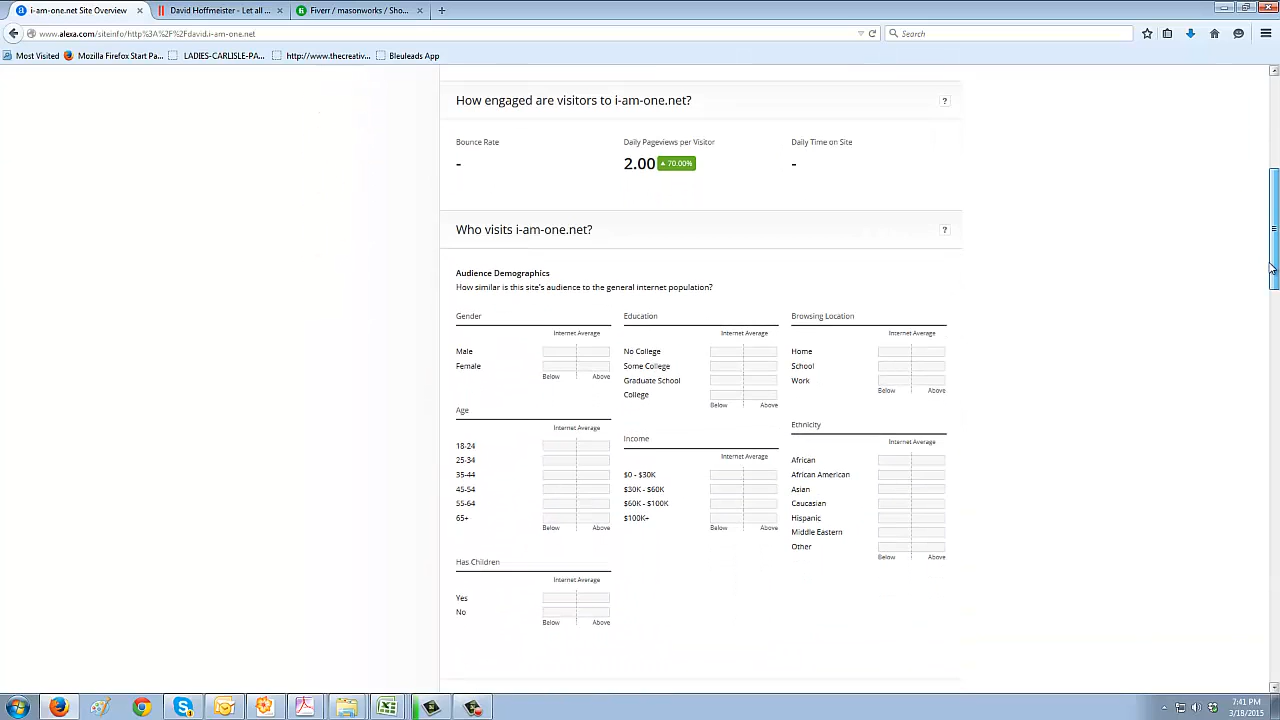 i-am-one.net Site Overview
David Hoffmeister - Let all ...
Fiverr / masonworks / Sho...
www.alexa.com/siteinfo/http%3A%2F%2Fdavid.i-am-one.net
Search
Most Visited
Mozilla Firefox Start Pa...
LADIES-CARLISLE-PA...
http://www.thecreativ...
Bleuleads App
How engaged are visitors to i-am-one.net?
?
Bounce Rate
Daily Pageviews per Visitor
Daily Time on Site
-
2.00 70.00%
-
Who visits i-am-one.net?
?
Audience Demographics
How similar is this site's audience to the general internet population?
Gender
Internet Average
Male
Female
Below Above
Age
Internet Average
18-24
25-34
35-44
45-54
55-64
65+
Below Above
Has Children
Internet Average
Yes
No
Below Above
Education
Internet Average
No College
Some College
Graduate School
College
Below Above
Income
Internet Average
$0 - $30K
$30K - $60K
$60K - $100K
$100K+
Below Above
Browsing Location
Internet Average
Home
School
Work
Below Above
Ethnicity
Internet Average
African
African American
Asian
Caucasian
Hispanic
Middle Eastern
Other
Below Above
7:41 PM
3/18/2015